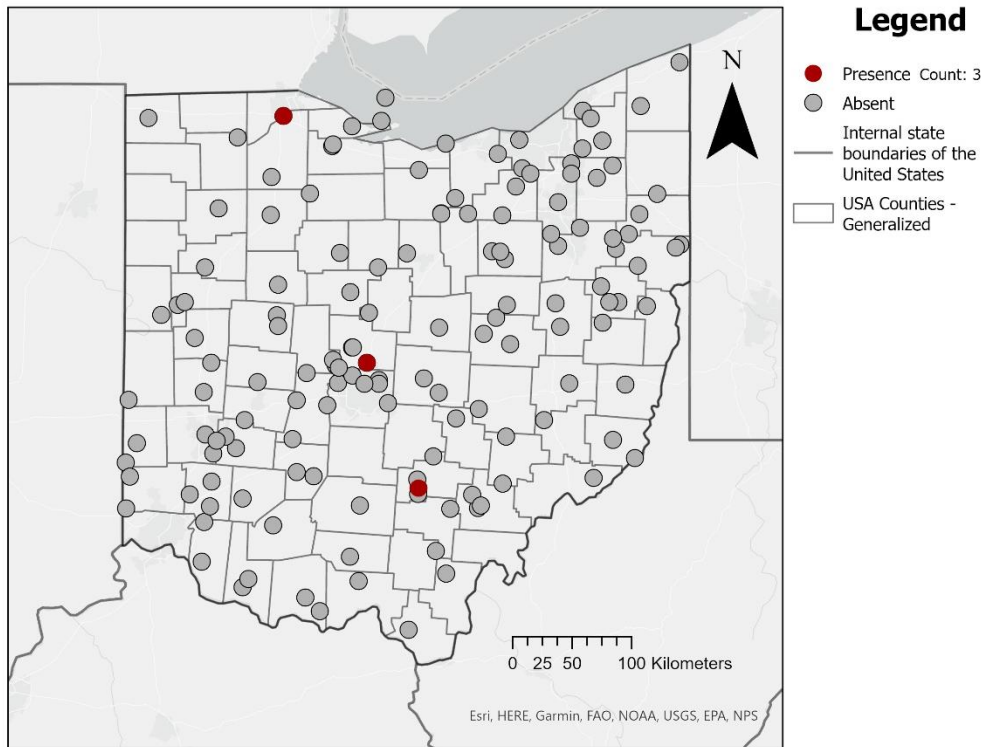 Legend
N
Presence Count: 3
Absent
Internal state
boundaries of the
United States
USA Counties -
Generalized
0 25 50 100 Kilometers
Esri, HERE, Garmin, FAO, NOAA, USGS, EPA, NPS